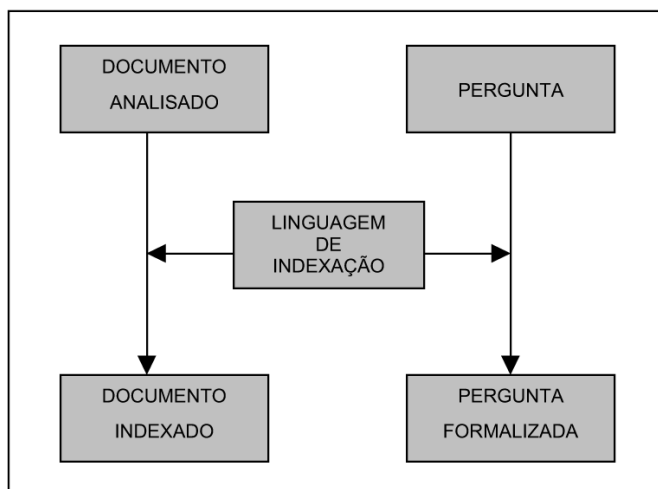 DOCUMENTO
ANALISADO
PERGUNTA
LINGUAGEM
DE
INDEXAÇÃO
DOCUMENTO
INDEXADO
PERGUNTA
FORMALIZADA